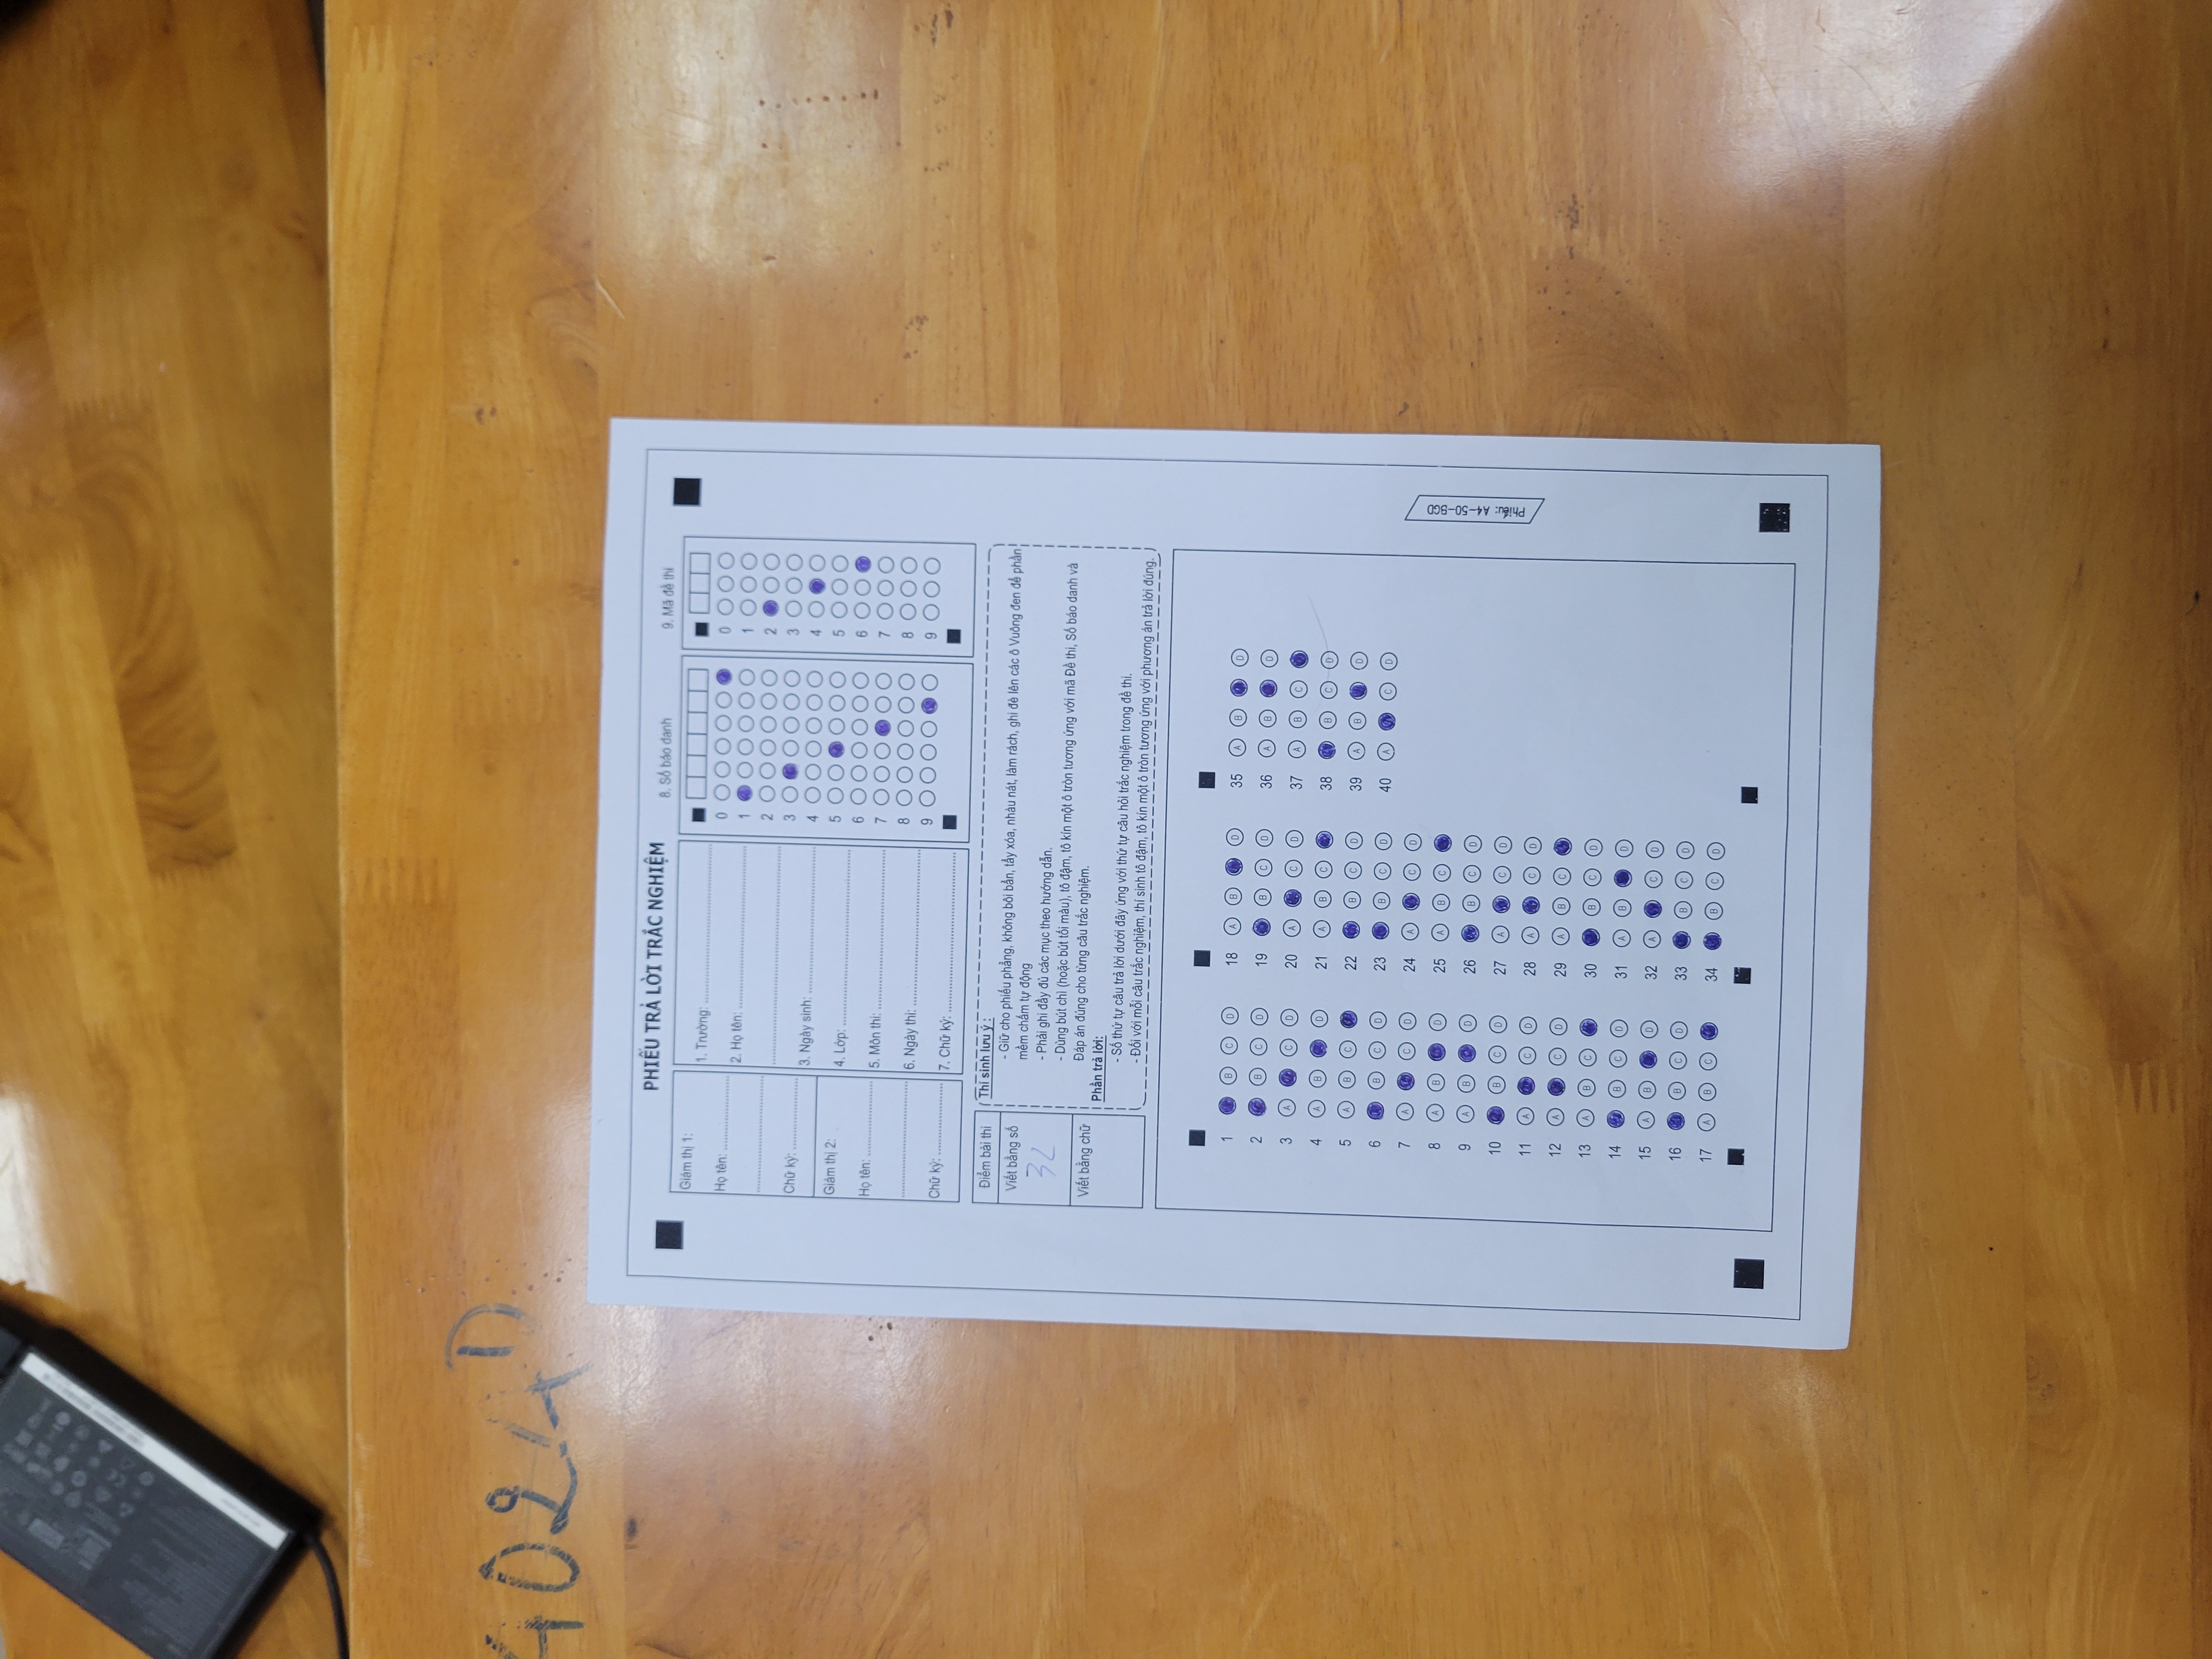 4024D
PHIẾU TRẢ LỜI TRẮC NGHIỆM
8. Số báo danh
9. Mã đề thi
Giám thị 1:
Họ tên:
Chữ ký:
Giám thị 2:
Họ tên:
Chữ ký:
1. Trường:
2. Họ tên:
3. Ngày sinh:
4. Lớp:
5. Môn thi:
6. Ngày thi:
7. Chữ ký:
0
1
2
3
4
5
6
7
8
9
0
1
2
3
4
5
6
7
8
9
Điểm bài thi
Viết bằng số
32
Viết bằng chữ
Thí sinh lưu ý :
- Giữ cho phiếu phẳng, không bôi bẩn, tẩy xóa, nhàu nát, làm rách, ghi đè lên các ô Vuông đen để phần
mềm chấm tự động
- Phải ghi đầy đủ các mục theo hướng dẫn.
- Dùng bút chì (hoặc bút tối màu), tô đậm, tô kín một ô tròn tương ứng với mã Đề thi, Số báo danh và
Đáp án đúng cho từng câu trắc nghiệm.
Phần trả lời:
- Số thứ tự câu trả lời dưới đây ứng với thứ tự câu hỏi trắc nghiệm trong đề thi.
- Đối với mỗi câu trắc nghiệm, thí sinh tô đậm, tô kín một ô tròn tương ứng với phương án trả lời đúng.
1 B C D
2 B C D
3 A C D
4 A B D
5 A B C
6 B C D
7 A C D
8 A B D
9 A B D
10 B C D
11 A C D
12 A C D
13 A B C
14 B C D
15 A B D
16 B C D
17 A B C
18 A B D
19 B C D
20 A C D
21 A B C
22 B C D
23 B C D
24 A C D
25 A B C
26 B C D
27 A C D
28 A C D
29 A B C
30 B C D
31 A B D
32 A C D
33 B C D
34 B C D
35 A B D
36 A B D
37 A B C
38 B C D
39 A B D
40 A C D
Phiếu: A4-50-BGD